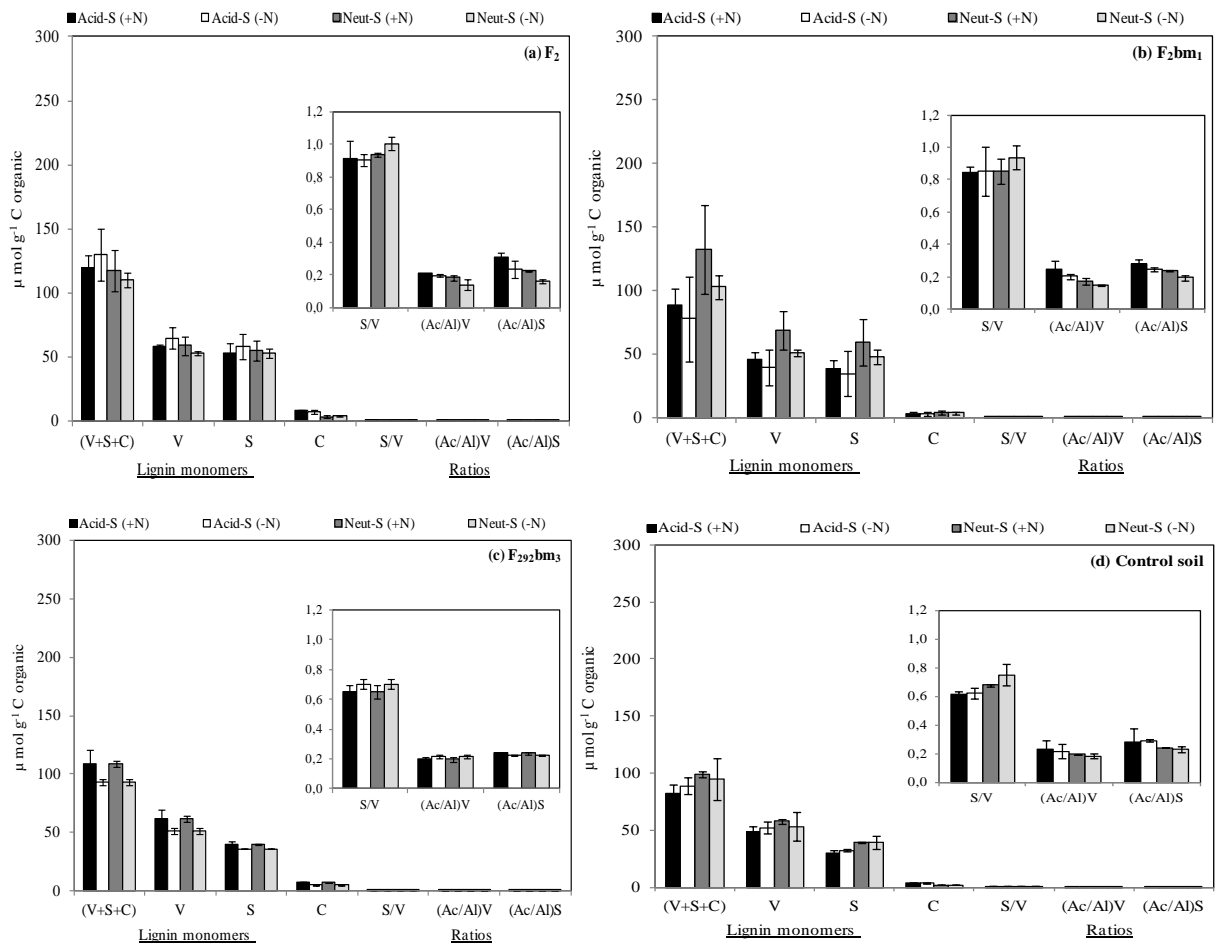 Acid-S (+N) Acid-S (-N) Neut-S (+N) Neut-S (-N)
(a) F2
µ mol g-1 C organic
300
250
200
150
100
50
0
1,2
1,0
0,8
0,6
0,4
0,2
0,0
S/V (Ac/Al)V (Ac/Al)S
(V+S+C) V S C S/V (Ac/Al)V (Ac/Al)S
Lignin monomers Ratios
Acid-S (+N) Acid-S (-N) Neut-S (+N) Neut-S (-N)
(b) F2bm1
µ mol g-1 C organic
300
250
200
150
100
50
0
1,2
1,0
0,8
0,6
0,4
0,2
0,0
S/V (Ac/Al)V (Ac/Al)S
(V+S+C) V S C S/V (Ac/Al)V (Ac/Al)S
Lignin monomers Ratios
Acid-S (+N) Acid-S (-N) Neut-S (+N) Neut-S (-N)
(c) F292bm3
µ mol g-1 C organic
300
250
200
150
100
50
0
1,2
1,0
0,8
0,6
0,4
0,2
0,0
S/V (Ac/Al)V (Ac/Al)S
(V+S+C) V S C S/V (Ac/Al)V (Ac/Al)S
Lignin monomers Ratios
Acid-S (+N) Acid-S (-N) Neut-S (+N) Neut-S (-N)
(d) Control soil
µ mol g-1 C organic
300
250
200
150
100
50
0
1,2
1,0
0,8
0,6
0,4
0,2
0,0
S/V (Ac/Al)V (Ac/Al)S
(V+S+C) V S C S/V (Ac/Al)V (Ac/Al)S
Lignin monomers Ratios